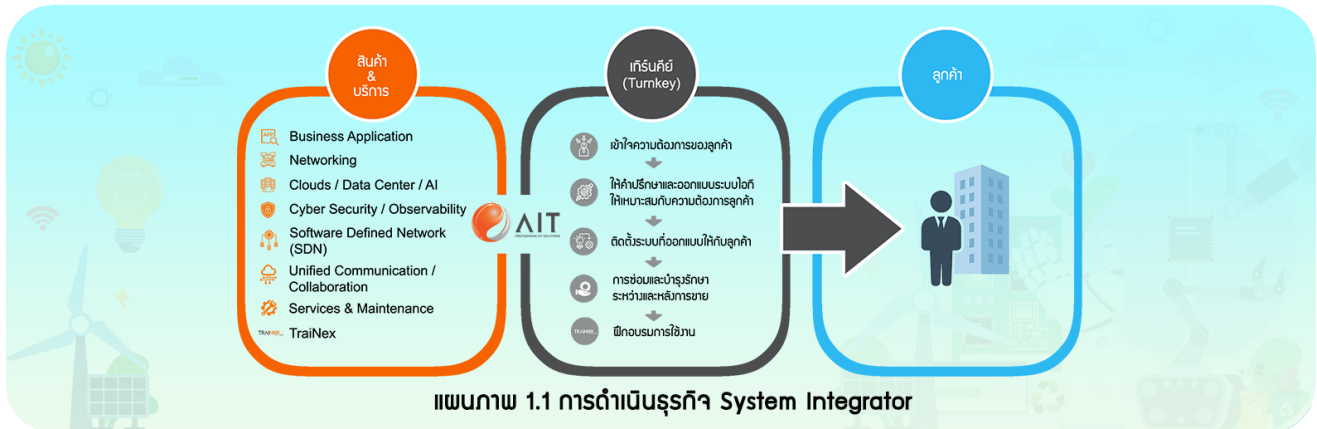 สินค้า
&
บริการ
Business Application
Networking
Clouds / Data Center / AI
Cyber Security / Observability
Software Defined Network
(SDN)
Unified Communication /
Collaboration
Services & Maintenance
TraiNex
AIT
เทิร์นคีย์
(Turnkey)
เข้าใจความต้องการของลูกค้า
ให้คำปรึกษาและออกแบบระบบไอที
ให้เหมาะสมกับความต้องการลูกค้า
ติดตั้งระบบที่ออกแบบให้กับลูกค้า
การซ่อมและบำรุงรักษา
ระหว่างและหลังการขาย
ฝึกอบรมการใช้งาน
ลูกค้า
แผนภาพ 1.1 การดำเนินธุรกิจ System Integrator